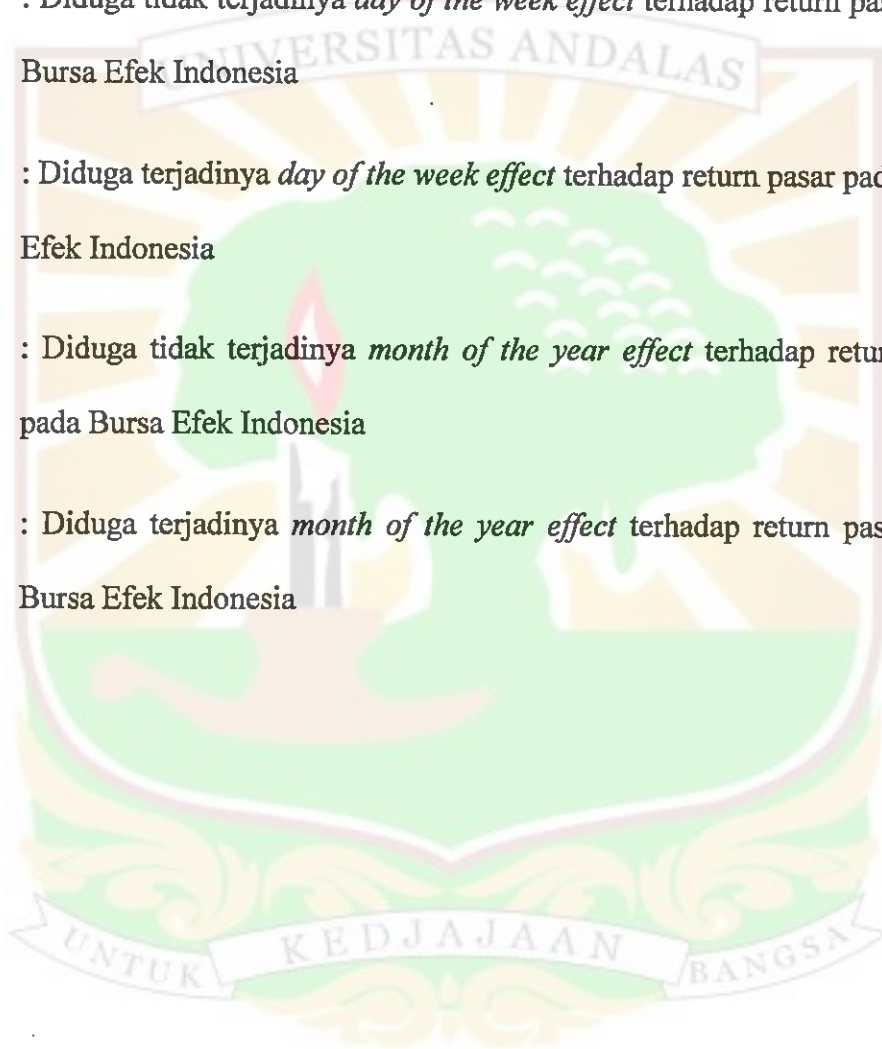 : Diduga tidak terjadinya day of the week effect terhadap return pas
UNIVERSITAS ANDALAS
Bursa Efek Indonesia
: Diduga terjadinya day of the week effect terhadap return pasar pad
Efek Indonesia
: Diduga tidak terjadinya month of the year effect terhadap retur
pada Bursa Efek Indonesia
: Diduga terjadinya month of the year effect terhadap return pas
Bursa Efek Indonesia
UNTUK KEDJAJAAN BANGSA